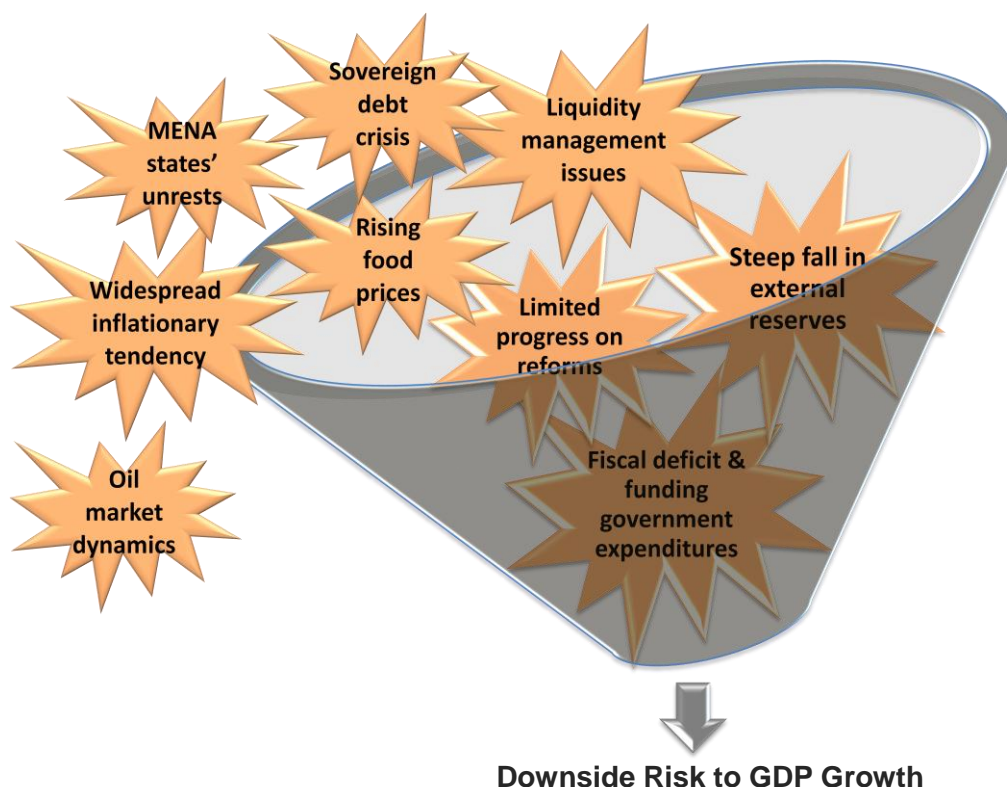 Sovereign
debt
crisis
Liquidity
management
issues
MENA
states’
unrests
Rising
food
prices
Steep fall in
external
reserves
Widespread
inflationary
tendency
Limited
progress on
reforms
Oil
market
dynamics
Fiscal deficit &
funding
government
expenditures
Downside Risk to GDP Growth